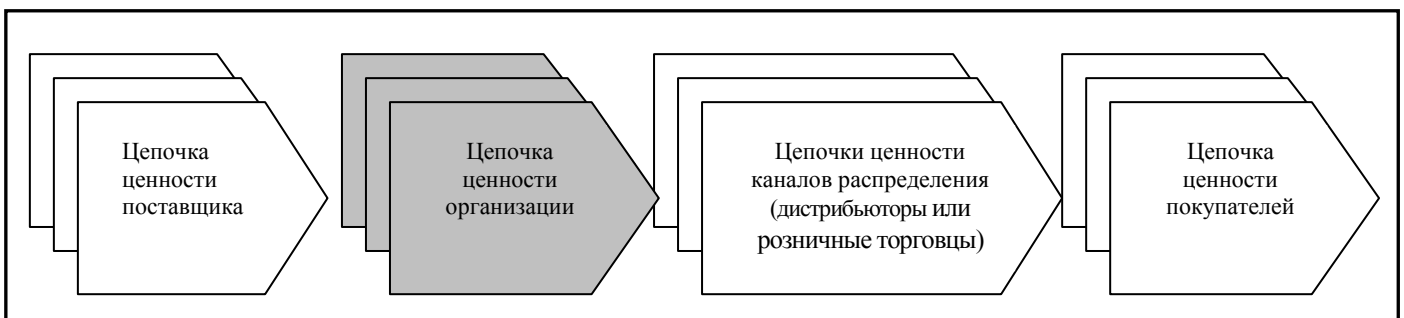 Цепочка
ценности
поставщика
Цепочка
ценности
организации
Цепочки ценности
каналов распределения
(дистрибьюторы или
розничные торговцы)
Цепочка
ценности
покупателей